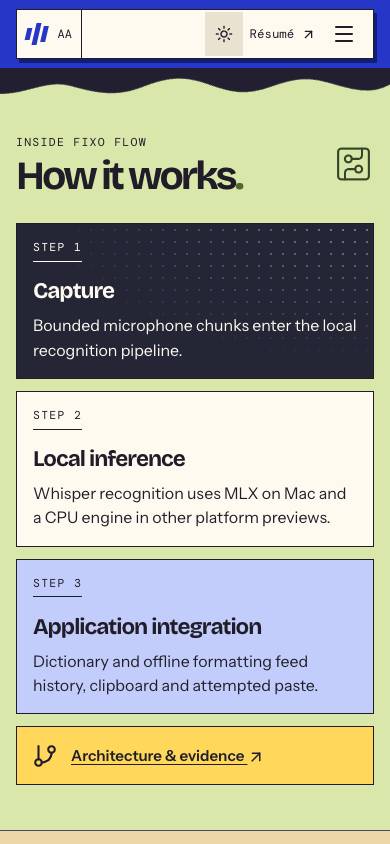 AA
Résumé
INSIDE FIXO FLOW
How it works.
STEP 1
Capture
Bounded microphone chunks enter the local
recognition pipeline.
STEP 2
Local inference
Whisper recognition uses MLX on Mac and
a CPU engine in other platform previews.
STEP 3
Application integration
Dictionary and offline formatting feed
history, clipboard and attempted paste.
Architecture & evidence